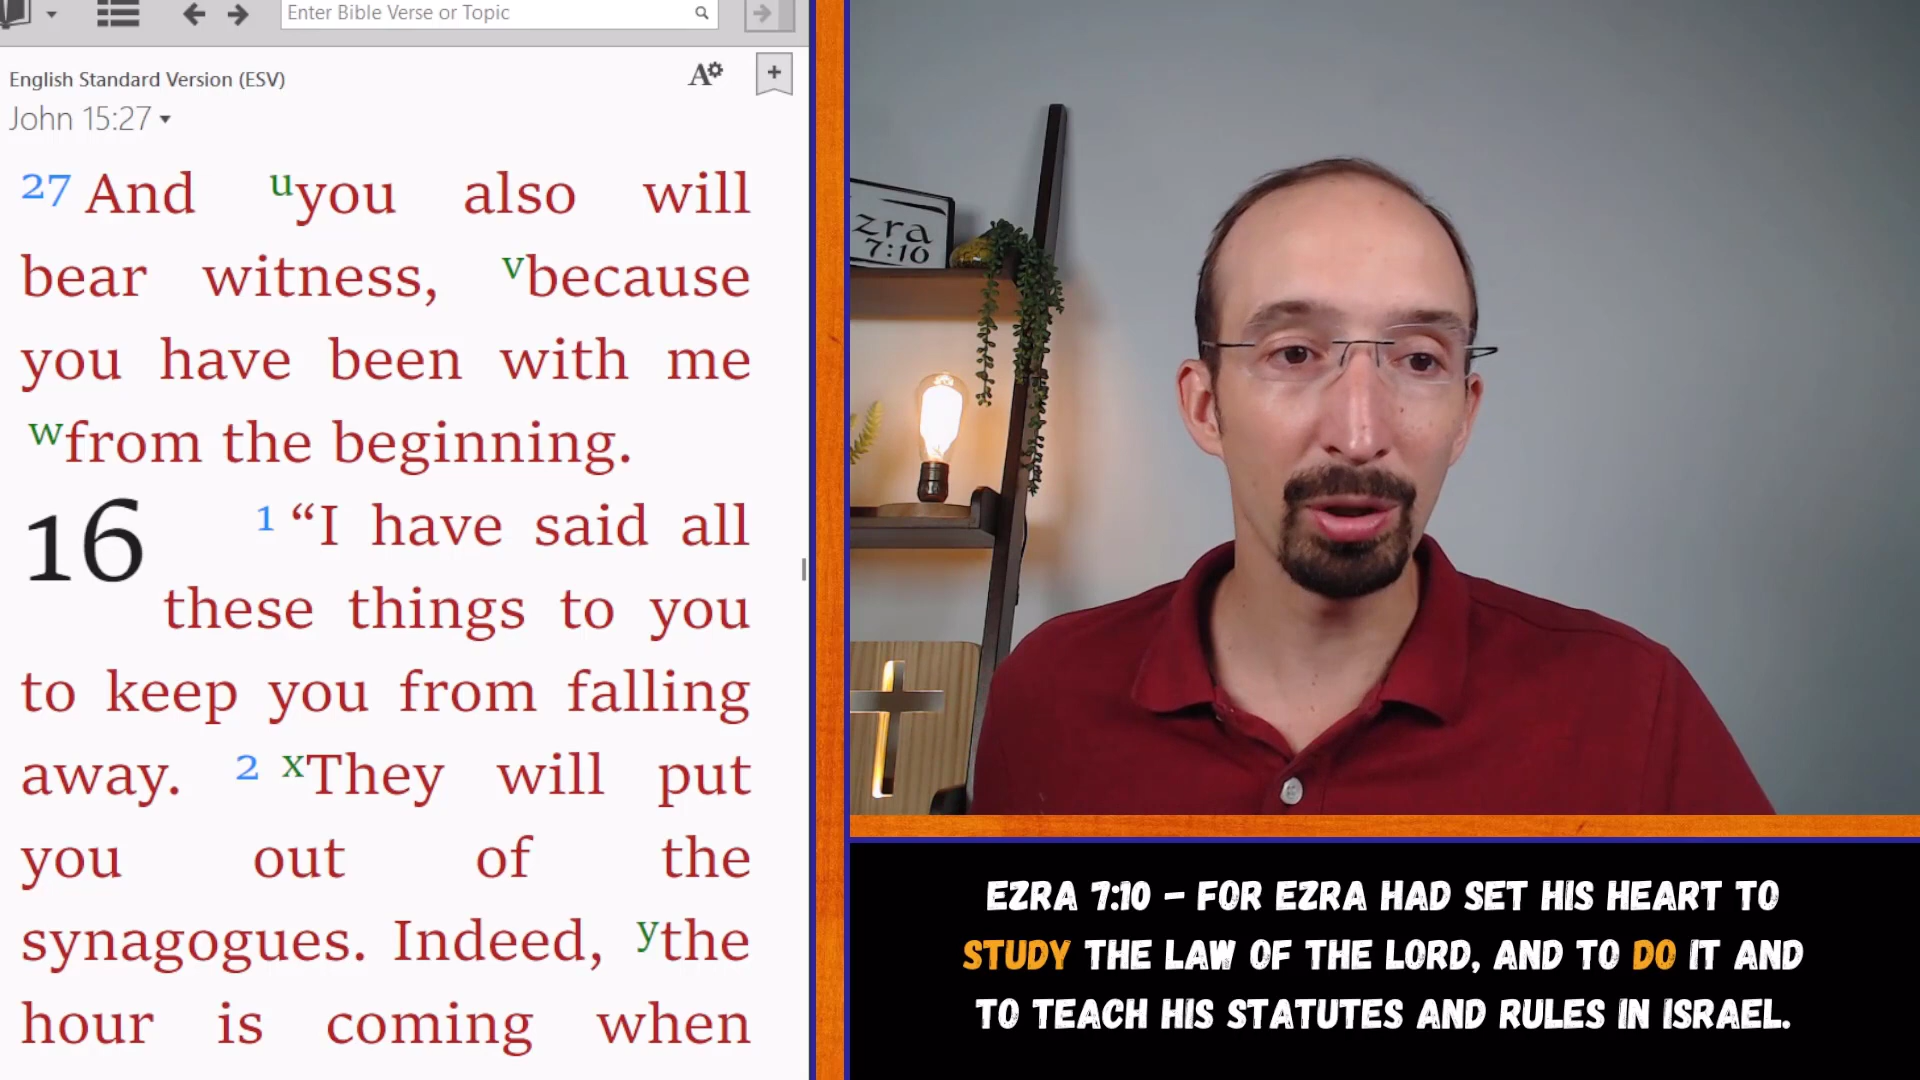 Enter Bible Verse or Topic
English Standard Version (ESV)
John 15:27
27 And uyou also will
bear witness, vbecause
you have been with me
wfrom the beginning.
16 1 “I have said all
these things to you
to keep you from falling
away. 2 xThey will put
you out of the
synagogues. Indeed, ythe
hour is coming when
zra
7:10
EZRA 7:10 – FOR EZRA HAD SET HIS HEART TO
STUDY THE LAW OF THE LORD, AND TO DO IT AND
TO TEACH HIS STATUTES AND RULES IN ISRAEL.